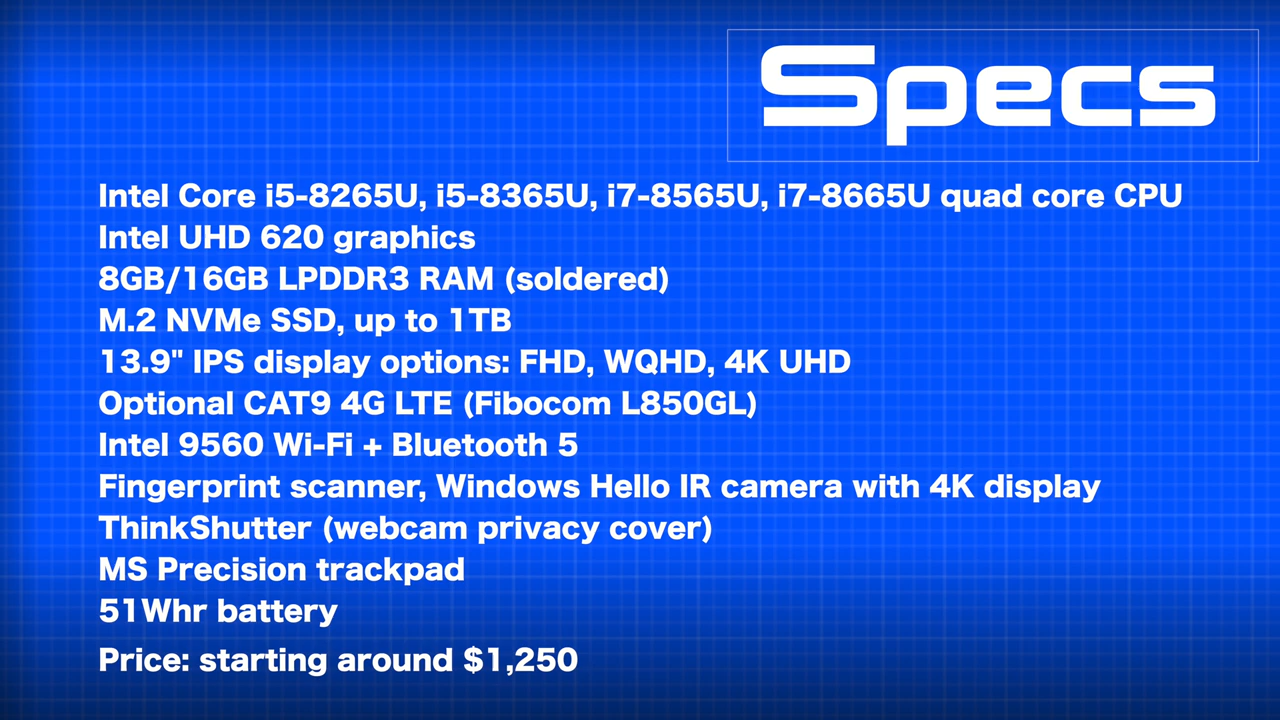 Specs
Intel Core i5-8265U, i5-8365U, i7-8565U, i7-8665U quad core CPU
Intel UHD 620 graphics
8GB/16GB LPDDR3 RAM (soldered)
M.2 NVMe SSD, up to 1TB
13.9" IPS display options: FHD, WQHD, 4K UHD
Optional CAT9 4G LTE (Fibocom L850GL)
Intel 9560 Wi-Fi + Bluetooth 5
Fingerprint scanner, Windows Hello IR camera with 4K display
ThinkShutter (webcam privacy cover)
MS Precision trackpad
51Whr battery
Price: starting around $1,250